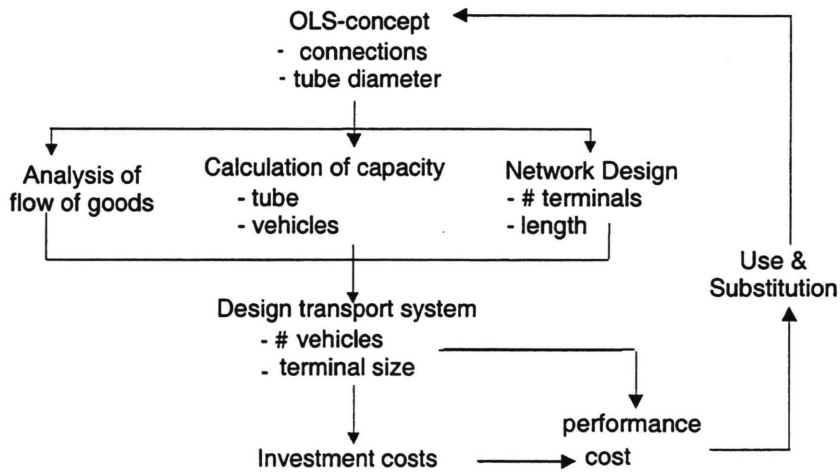 OLS-concept
- connections
- tube diameter
Analysis of
flow of goods
Calculation of capacity
- tube
- vehicles
Network Design
- # terminals
- length
Use &
Substitution
Design transport system
- # vehicles
- terminal size
performance
cost
Investment costs